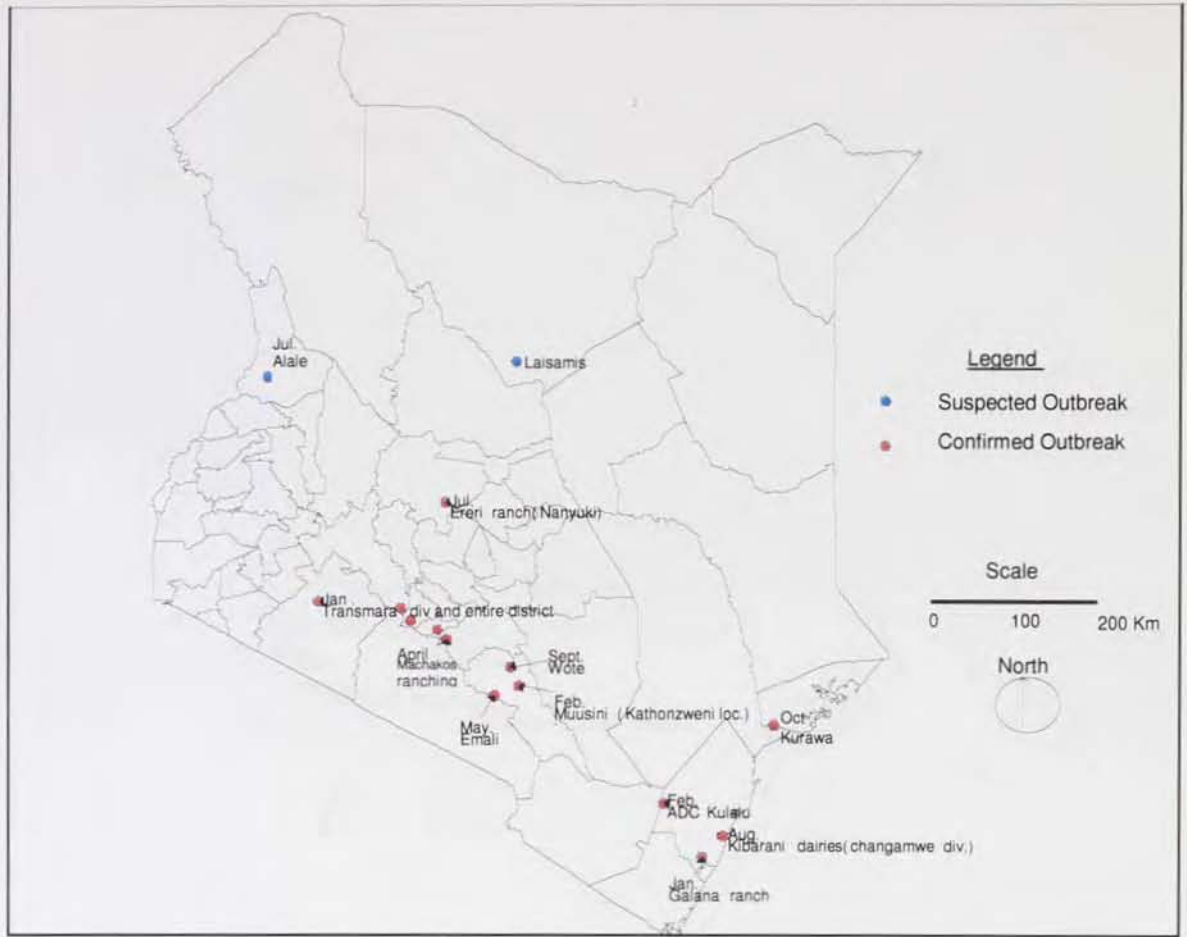 Jul.
Alale
Laisamis
Legend
Suspected Outbreak
Confirmed Outbreak
Jul.
Ereri ranch(Nanyuki)
Scale
0 100 200 Km
Jan
Transmara div and entire district
April
Machakos
ranching
Sept.
Wote
North
Feb.
Muusini (Kathonzweni loc.)
May
Emali
Oct
Kurawa
Feb.
ADC Kulalu
Aug.
Kibarani dairies(changamwe div.)
Jan.
Galana ranch